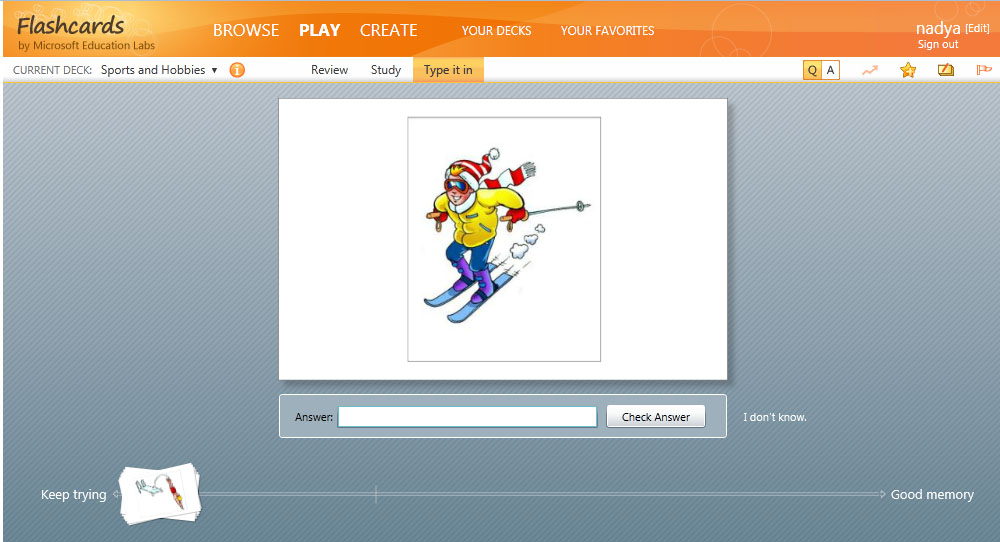 Flashcards
by Microsoft Education Labs
BROWSE PLAY CREATE YOUR DECKS YOUR FAVORITES
nadya [Edit]
Sign out
CURRENT DECK: Sports and Hobbies
Review Study Type it in
Q A
Answer: Check Answer I don't know.
Keep trying Good memory